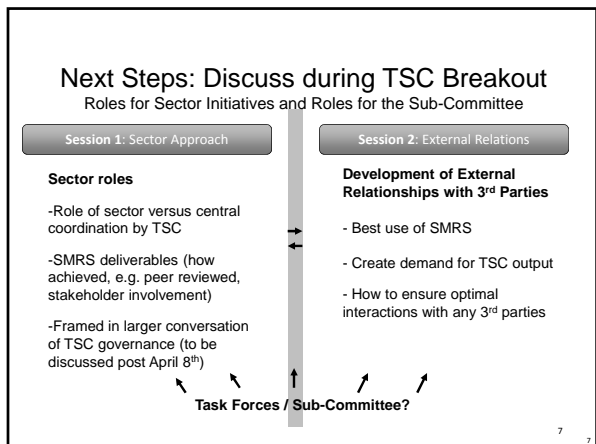 Next Steps: Discuss during TSC Breakout
Roles for Sector Initiatives and Roles for the Sub-Committee
Session 1: Sector Approach
Sector roles
-Role of sector versus central
coordination by TSC
-SMRS deliverables (how
achieved, e.g. peer reviewed,
stakeholder involvement)
-Framed in larger conversation
of TSC governance (to be
discussed post April 8th)
Session 2: External Relations
Development of External
Relationships with 3rd Parties
- Best use of SMRS
- Create demand for TSC output
- How to ensure optimal
interactions with any 3rd parties
Task Forces / Sub-Committee?
7
7